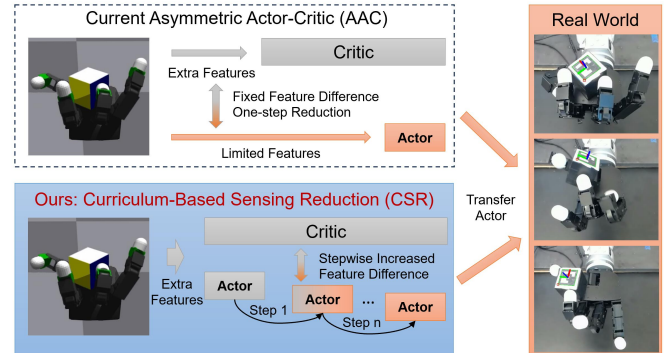 Current Asymmetric Actor-Critic (AAC)
Critic
Extra Features
Fixed Feature Difference
One-step Reduction
Actor
Limited Features
Ours: Curriculum-Based Sensing Reduction (CSR)
Critic
Extra
Features
Stepwise Increased
Feature Difference
Actor
Actor
...
Actor
Step 1
Step n
Transfer
Actor
Real World